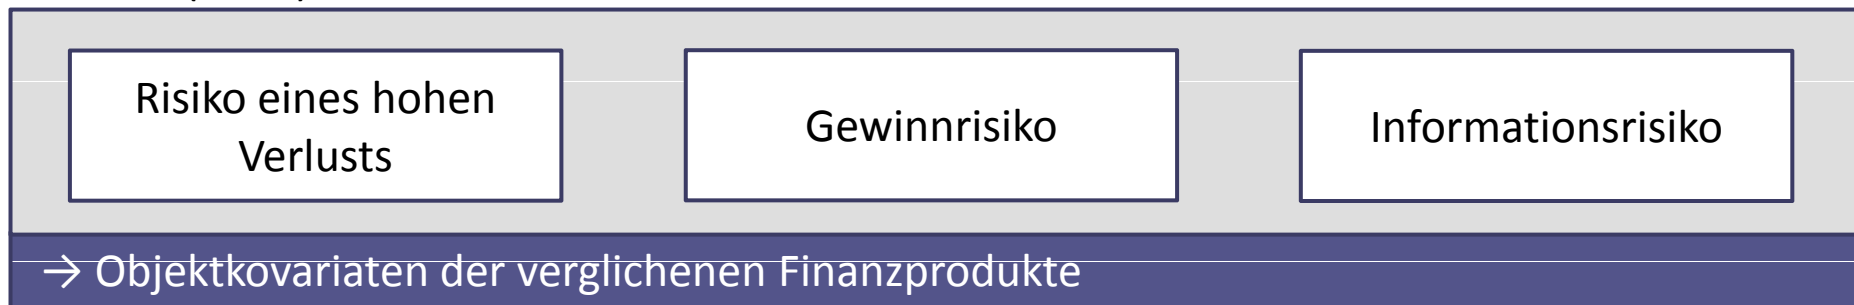 Risiko eines hohen
Verlusts
Gewinnrisiko
Informationsrisiko
→ Objektkovariaten der verglichenen Finanzprodukte